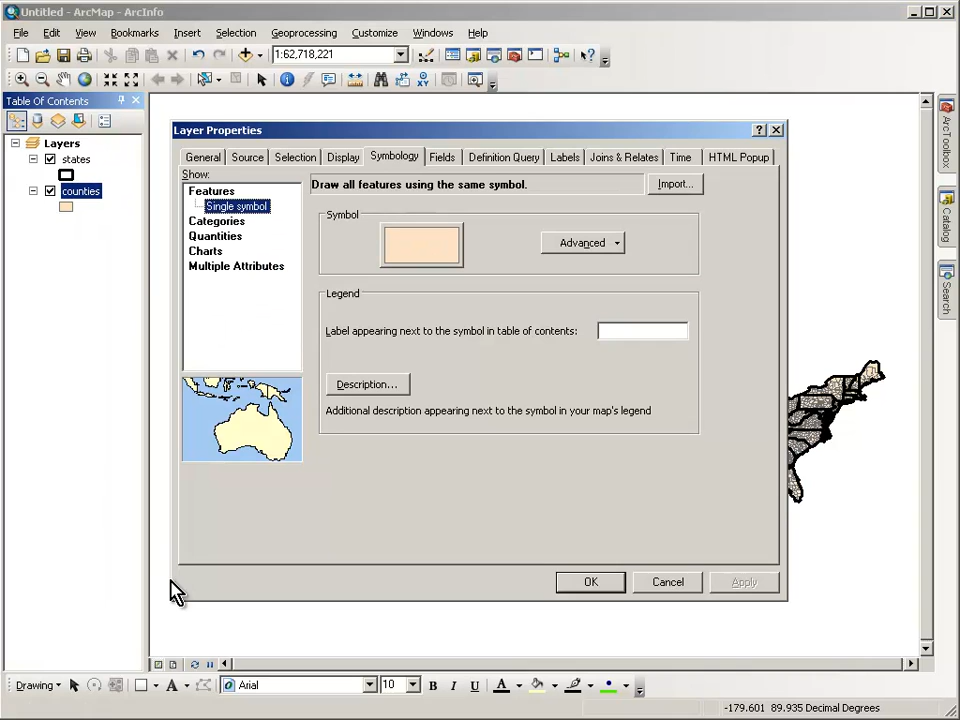 Untitled - ArcMap - ArcInfo
File Edit View Bookmarks Insert Selection Geoprocessing Customize Windows Help
1:62,718,221
Table Of Contents
Layers
states
counties
Layer Properties
General Source Selection Display Symbology Fields Definition Query Labels Joins & Relates Time HTML Popup
Show:
Features
Single symbol
Categories
Quantities
Charts
Multiple Attributes
Draw all features using the same symbol.
Import...
Symbol
Advanced
Legend
Label appearing next to the symbol in table of contents:
Description...
Additional description appearing next to the symbol in your map's legend
OK Cancel Apply
ArcToolbox
Catalog
Search
Drawing
A
Arial
10
B I U A
-179.601 89.935 Decimal Degrees